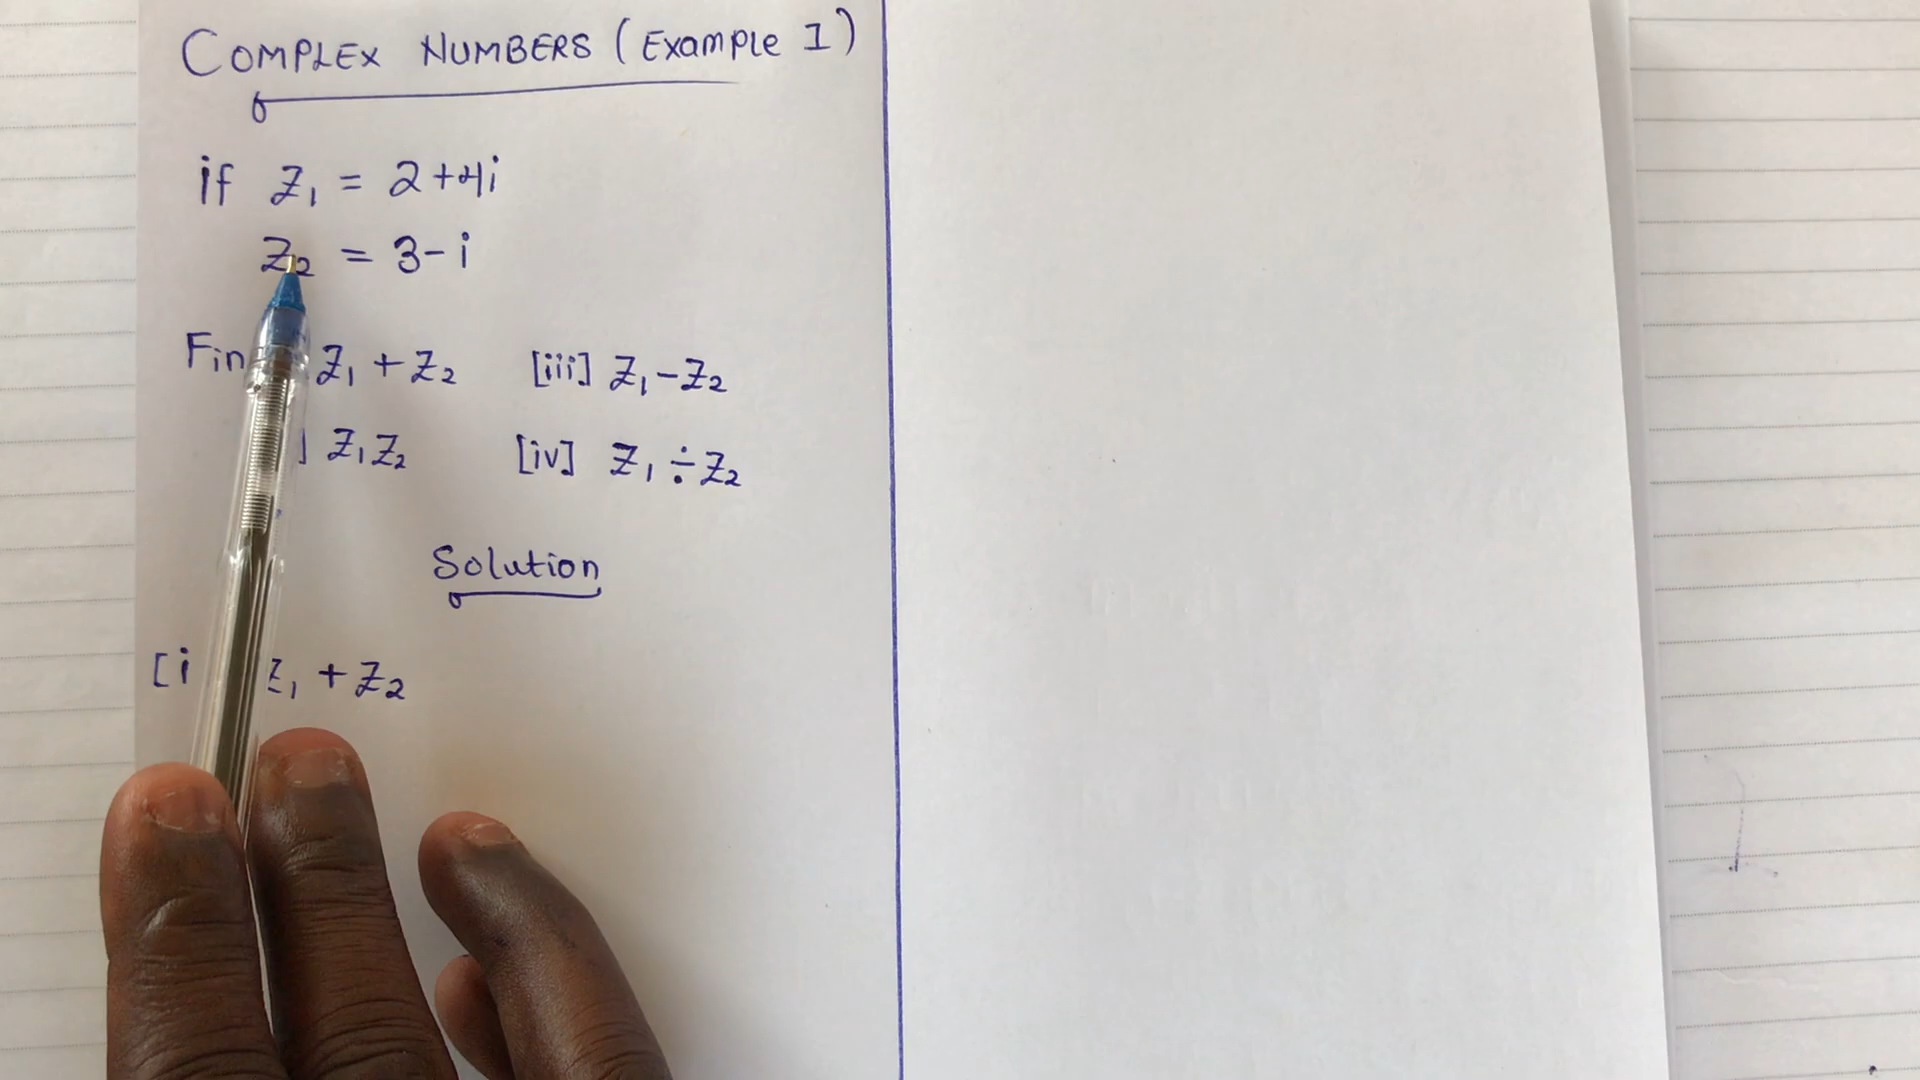 COMPLEX NUMBERS (Example 1)
if Z₁ = 2+4i
Z₂ = 3-i
Z₁ + Z₂ [iii] Z₁-Z₂
] Z₁Z₂ [iv] Z₁ ÷ Z₂
Solution
[i Z₁ + Z₂